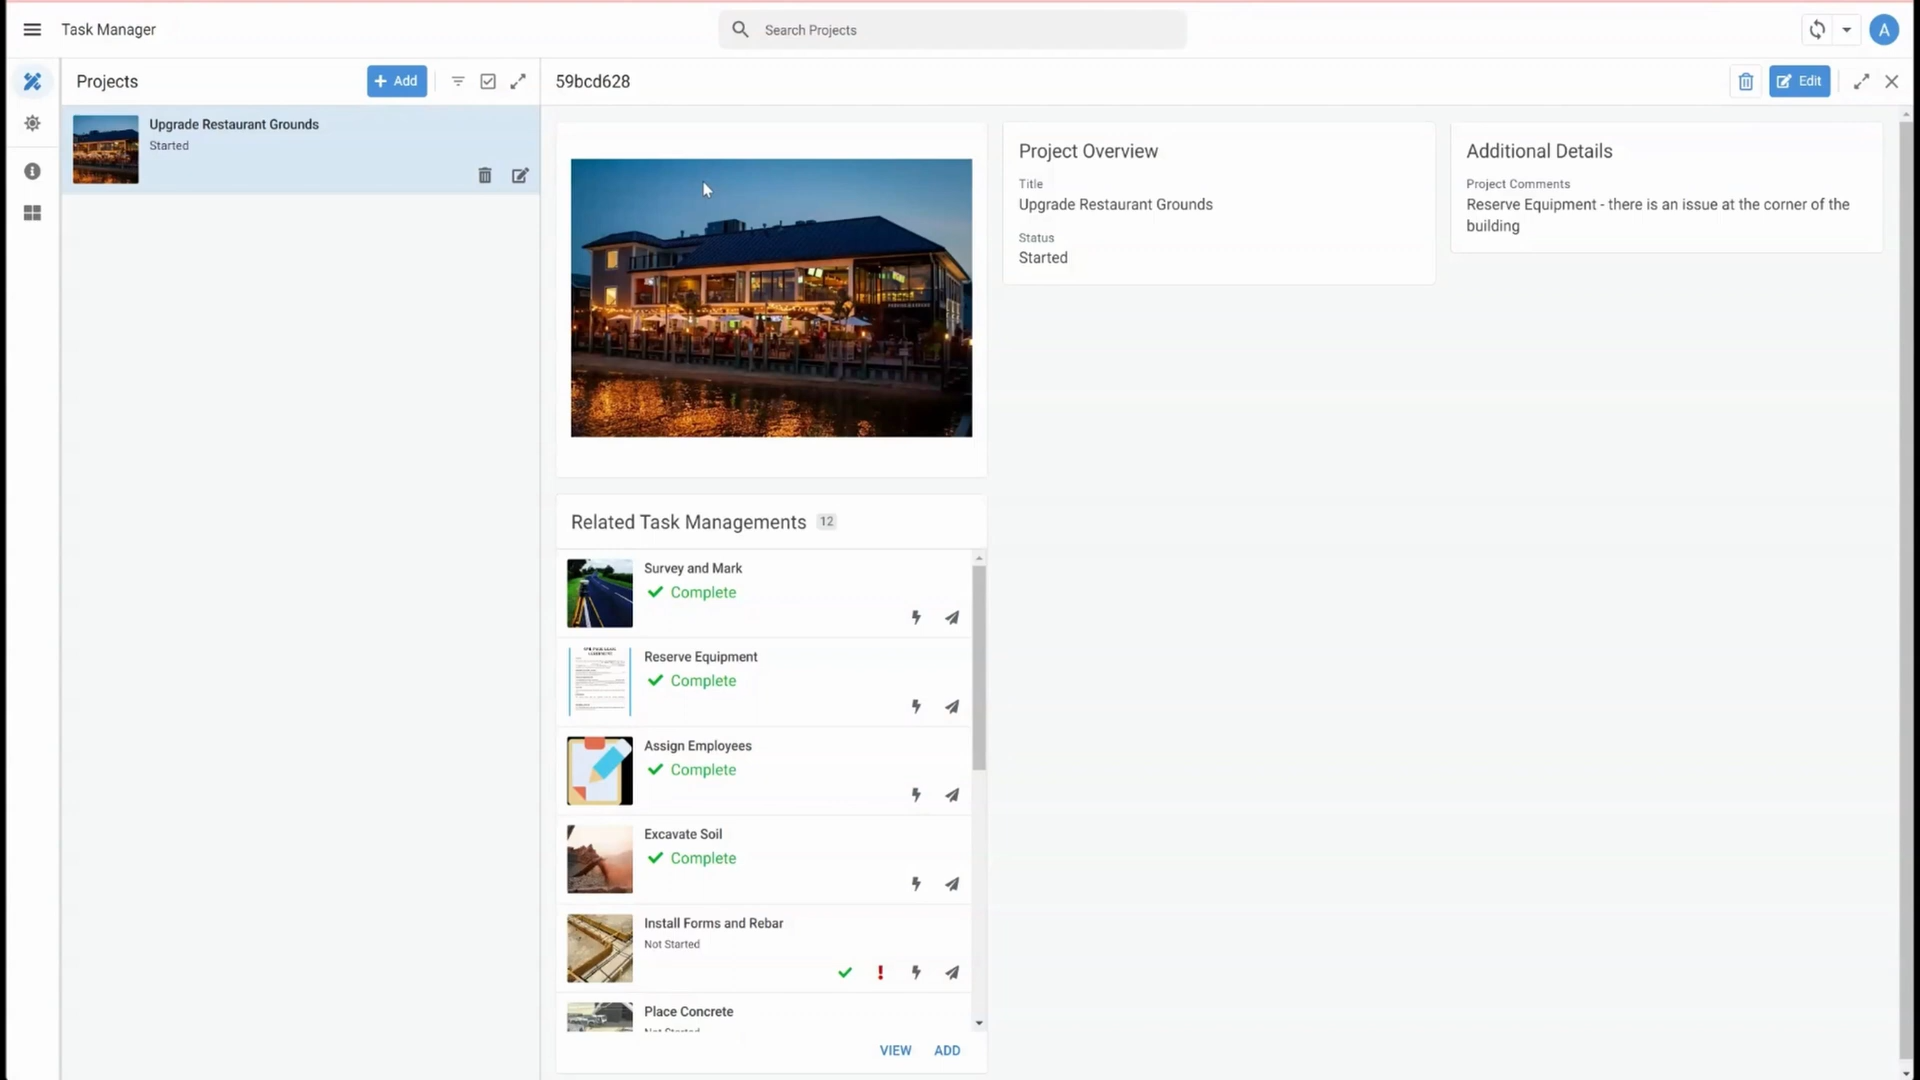 Task Manager
Search Projects
A
Projects
Add
59bcd628
Edit
Upgrade Restaurant Grounds
Started
Project Overview
Title
Upgrade Restaurant Grounds
Status
Started
Additional Details
Project Comments
Reserve Equipment - there is an issue at the corner of the
building
Related Task Managements 12
Survey and Mark
Complete
Reserve Equipment
Complete
Assign Employees
Complete
Excavate Soil
Complete
Install Forms and Rebar
Not Started
Place Concrete
Not Started
VIEW ADD